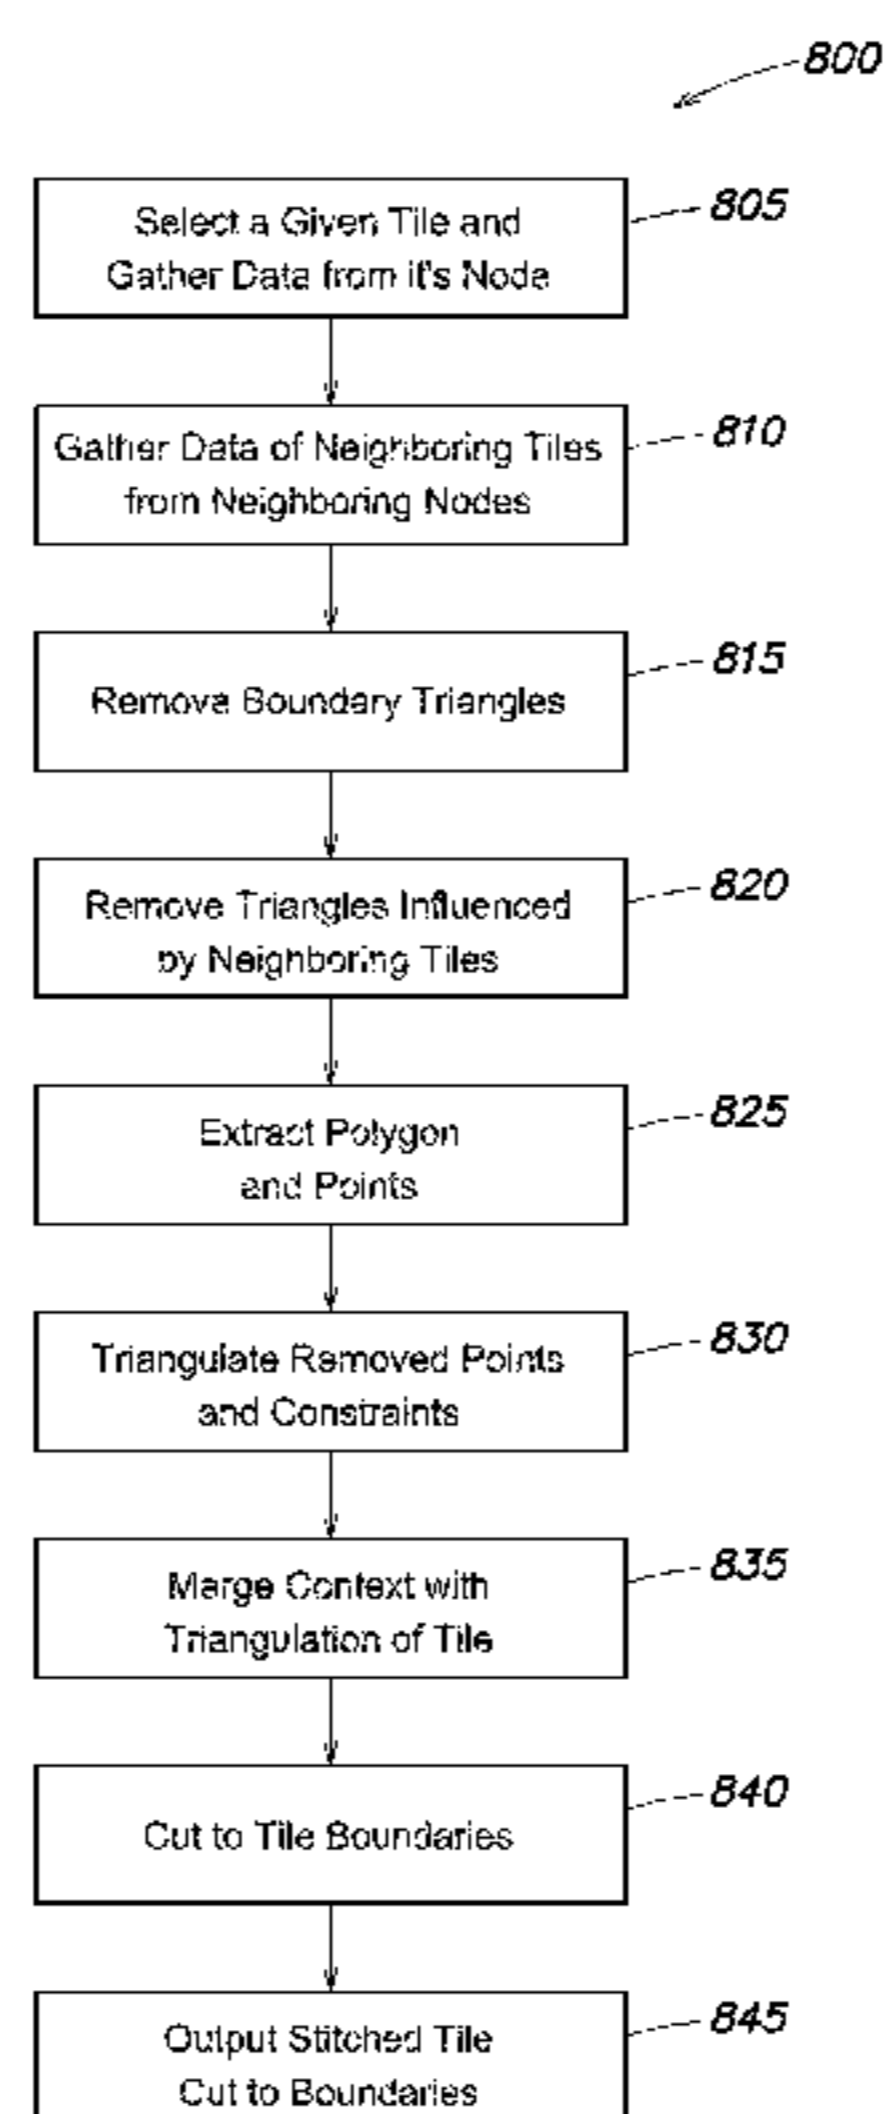 800
805
Select a Given Tile and
Gather Data from it's Node
810
Gather Data of Neighboring Tiles
from Neighboring Nodes
815
Remove Boundary Triangles
820
Remove Triangles Influenced
by Neighboring Tiles
825
Extract Polygon
and Points
830
Triangulate Removed Points
and Constraints
835
Merge Context with
Triangulation of Tile
840
Cut to Tile Boundaries
845
Output Stitched Tile
Cut to Boundaries